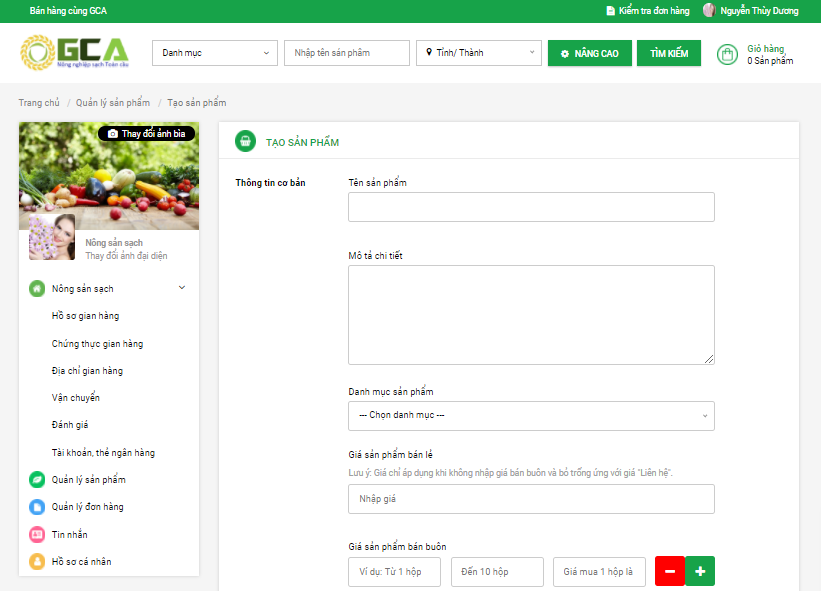 Bán hàng cùng GCA
Kiểm tra đơn hàng
Nguyễn Thùy Dương
GCA
Nông nghiệp sạch Toàn cầu
Danh mục
Nhập tên sản phẩm
Tỉnh/ Thành
NÂNG CAO
TÌM KIẾM
Giỏ hàng
0 Sản phẩm
Trang chủ / Quản lý sản phẩm / Tạo sản phẩm
Thay đổi ảnh bìa
Nông sản sạch
Thay đổi ảnh đại diện
Nông sản sạch
Hồ sơ gian hàng
Chứng thực gian hàng
Địa chỉ gian hàng
Vận chuyển
Đánh giá
Tài khoản, thẻ ngân hàng
Quản lý sản phẩm
Quản lý đơn hàng
Tin nhắn
Hồ sơ cá nhân
TẠO SẢN PHẨM
Thông tin cơ bản
Tên sản phẩm
Mô tả chi tiết
Danh mục sản phẩm
--- Chọn danh mục ---
Giá sản phẩm bán lẻ
Lưu ý: Giá chỉ áp dụng khi không nhập giá bán buôn và bỏ trống ứng với giá "Liên hệ".
Nhập giá
Giá sản phẩm bán buôn
Ví dụ: Từ 1 hộp
Đến 10 hộp
Giá mua 1 hộp là